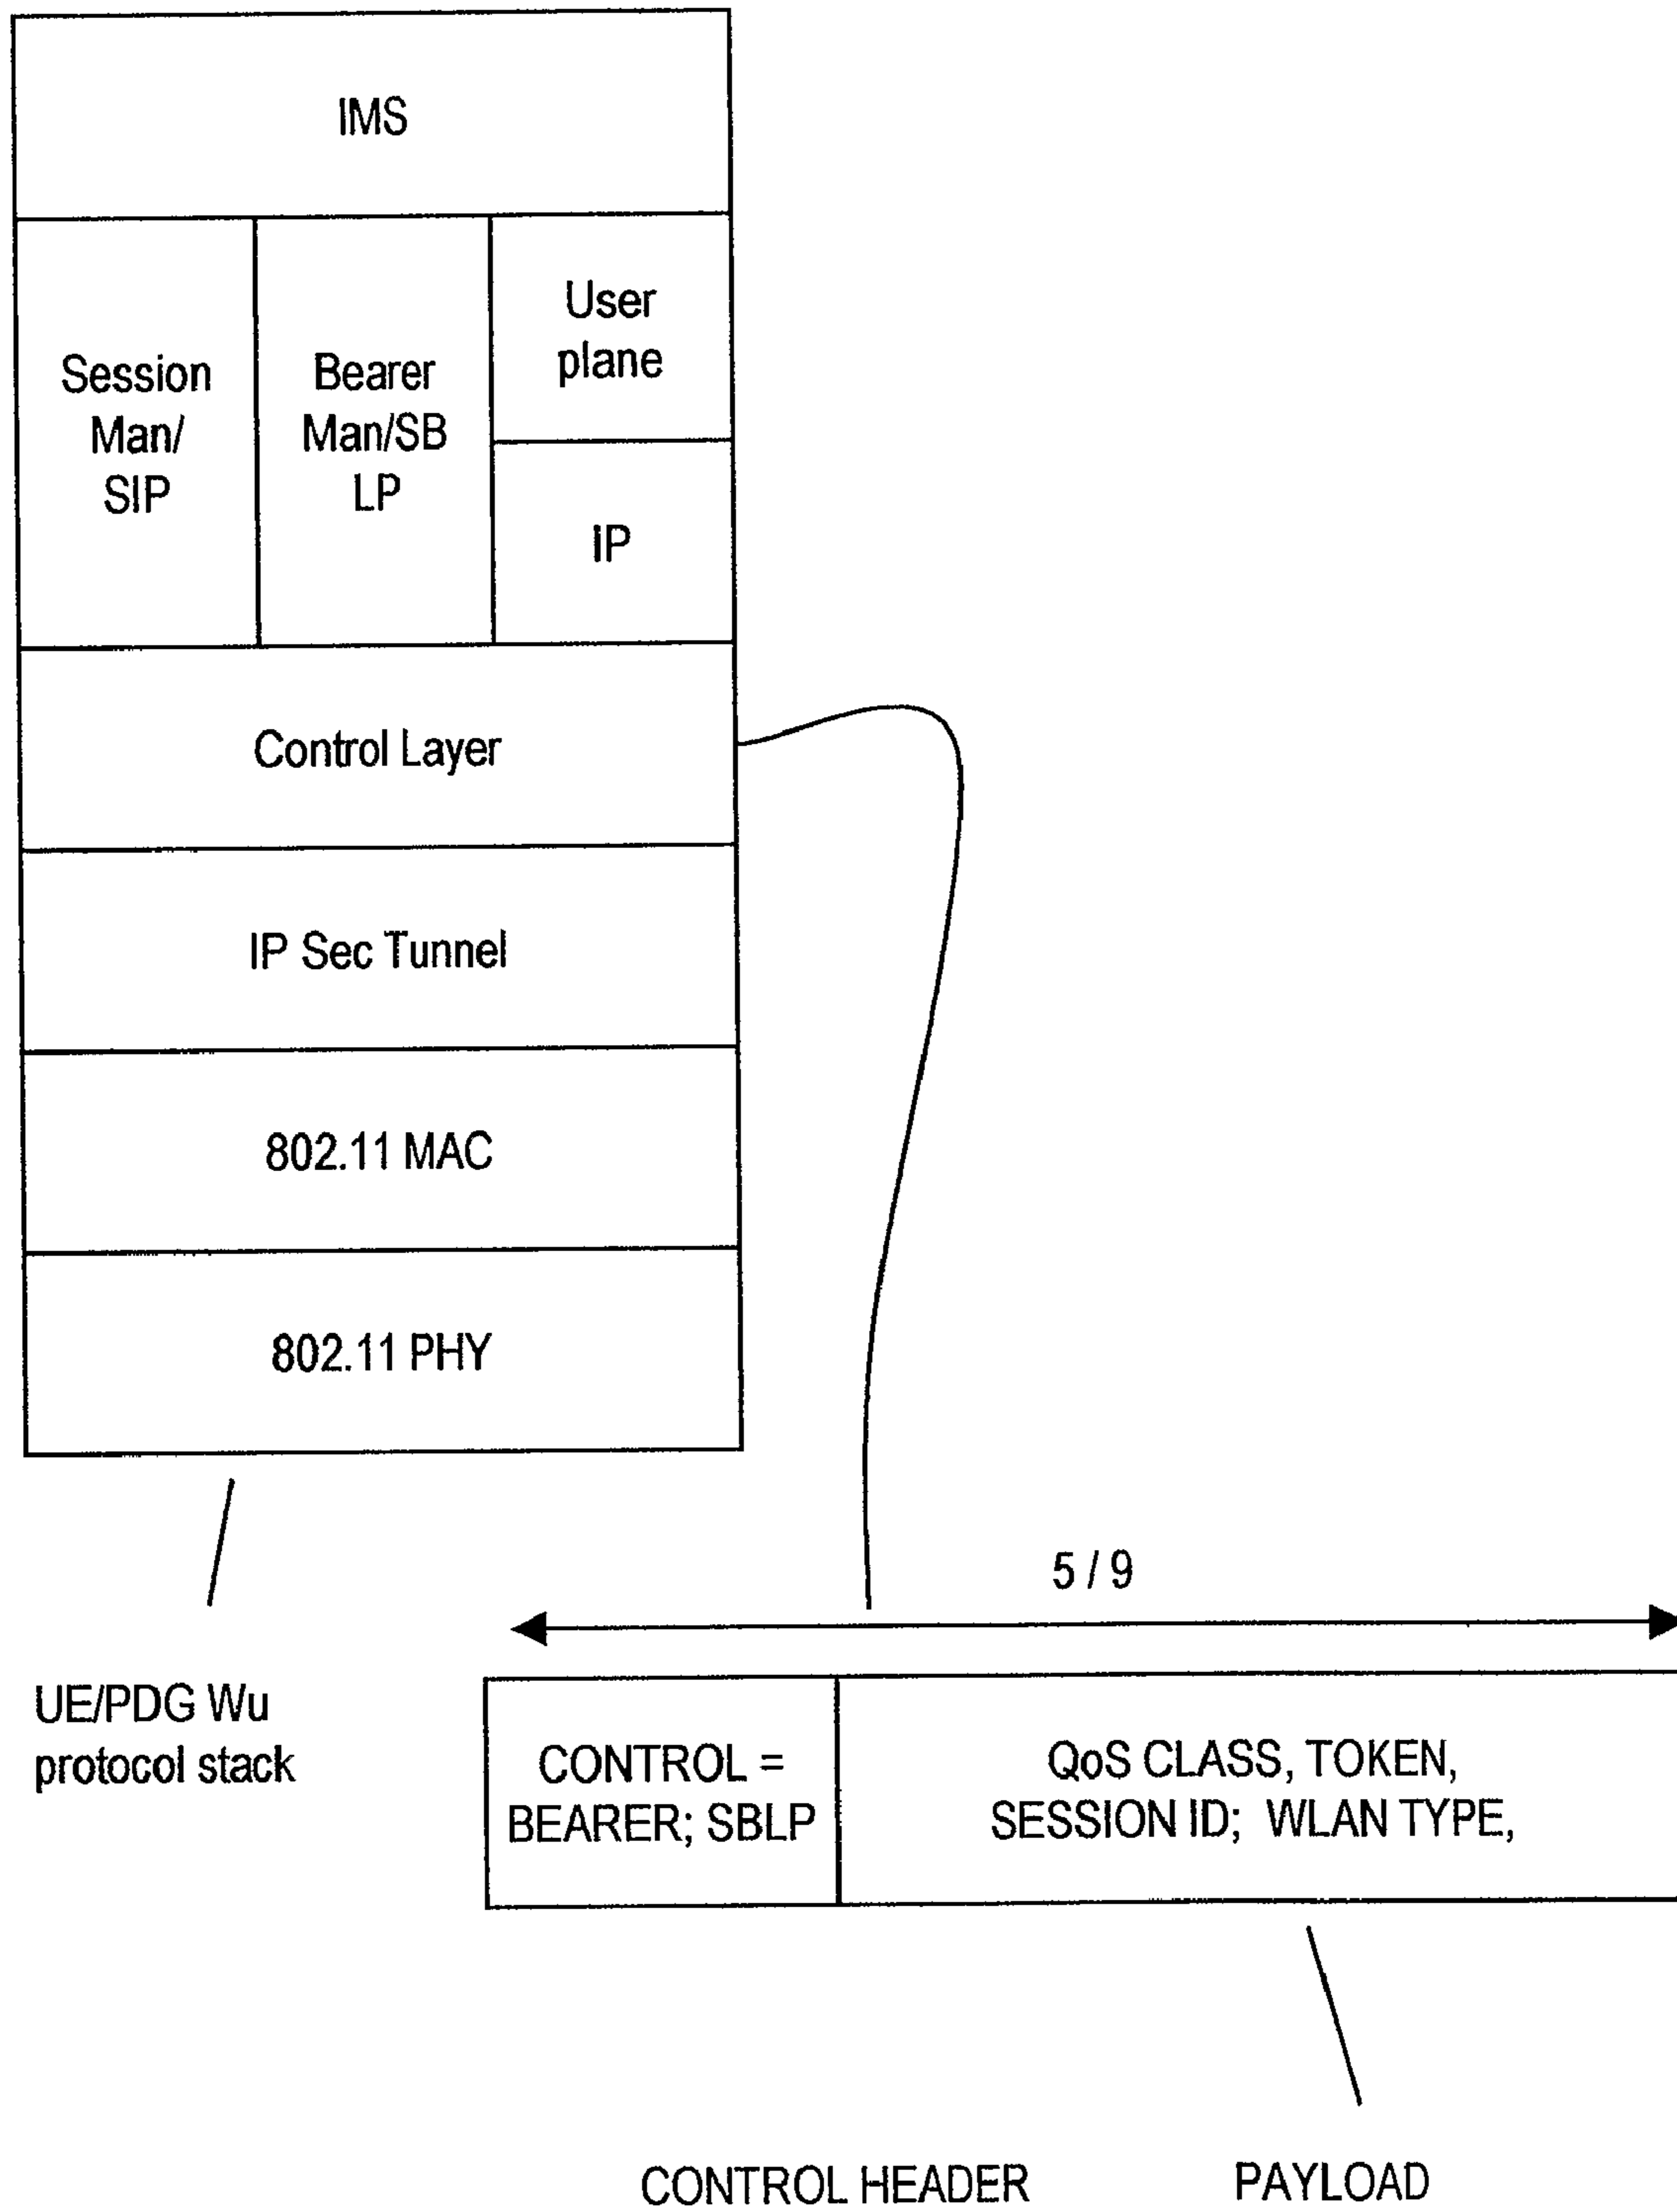 IMS
Session
Man/
SIP
Bearer
Man/SB
LP
User
plane
IP
Control Layer
IP Sec Tunnel
802.11 MAC
802.11 PHY
5 / 9
UE/PDG Wu
protocol stack
CONTROL =
BEARER; SBLP
QoS CLASS, TOKEN,
SESSION ID; WLAN TYPE,
CONTROL HEADER
PAYLOAD